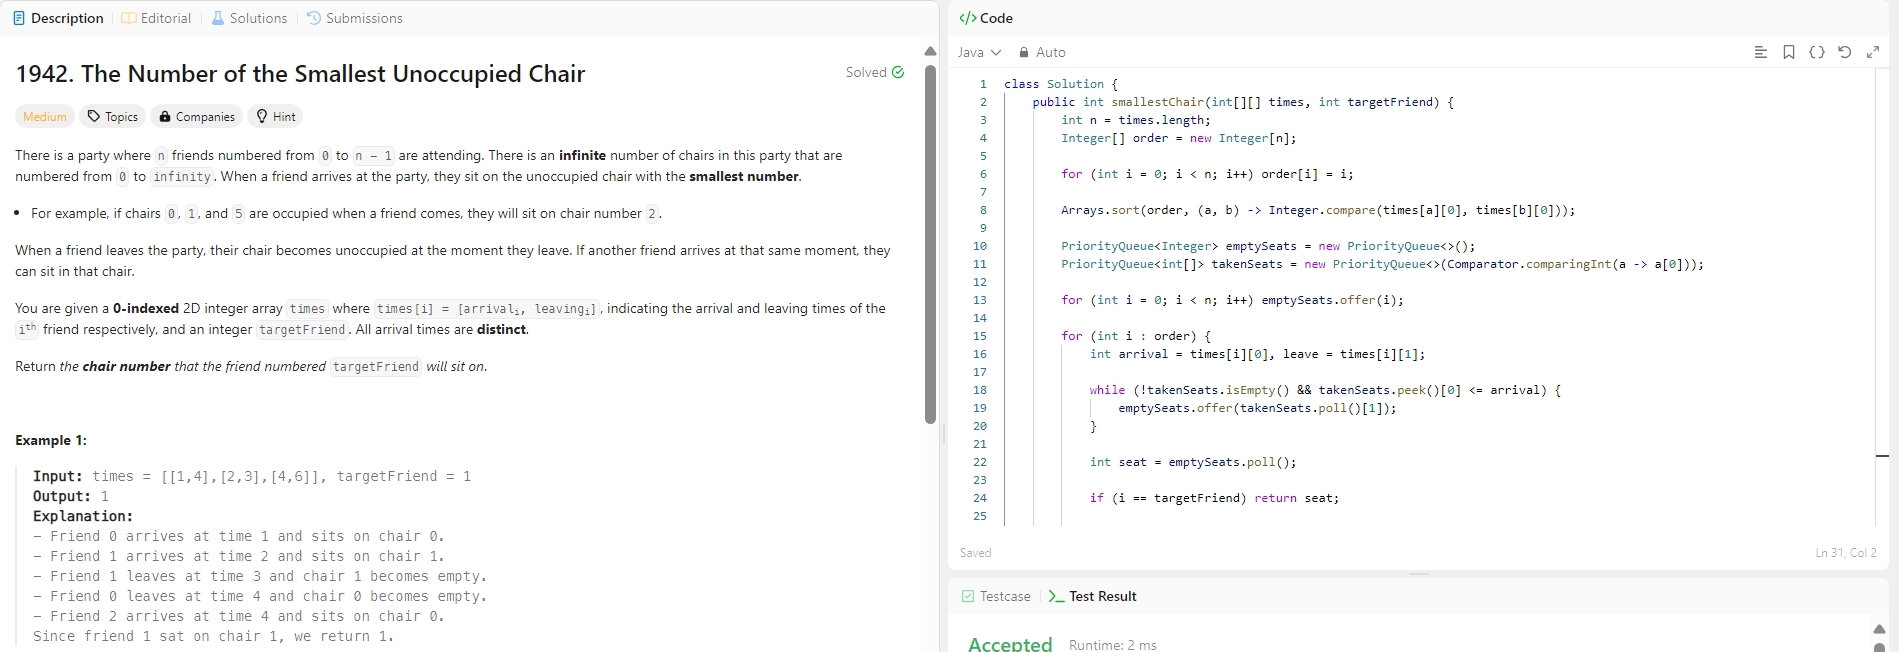 Description | Editorial | Solutions | Submissions
1942. The Number of the Smallest Unoccupied Chair
Solved
Medium Topics Companies Hint
There is a party where n friends numbered from 0 to n - 1 are attending. There is an infinite number of chairs in this party that are
numbered from 0 to infinity. When a friend arrives at the party, they sit on the unoccupied chair with the smallest number.
• For example, if chairs 0, 1, and 5 are occupied when a friend comes, they will sit on chair number 2.
When a friend leaves the party, their chair becomes unoccupied at the moment they leave. If another friend arrives at that same moment, they
can sit in that chair.
You are given a 0-indexed 2D integer array times where times[i] = [arrivalᵢ, leavingᵢ], indicating the arrival and leaving times of the
iᵗʰ friend respectively, and an integer targetFriend. All arrival times are distinct.
Return the chair number that the friend numbered targetFriend will sit on.
Example 1:
Input: times = [[1,4],[2,3],[4,6]], targetFriend = 1
Output: 1
Explanation:
- Friend 0 arrives at time 1 and sits on chair 0.
- Friend 1 arrives at time 2 and sits on chair 1.
- Friend 1 leaves at time 3 and chair 1 becomes empty.
- Friend 0 leaves at time 4 and chair 0 becomes empty.
- Friend 2 arrives at time 4 and sits on chair 0.
Since friend 1 sat on chair 1, we return 1.
</> Code
Java Auto
1 class Solution {
2 public int smallestChair(int[][] times, int targetFriend) {
3 int n = times.length;
4 Integer[] order = new Integer[n];
5
6 for (int i = 0; i < n; i++) order[i] = i;
7
8 Arrays.sort(order, (a, b) -> Integer.compare(times[a][0], times[b][0]));
9
10 PriorityQueue<Integer> emptySeats = new PriorityQueue<>();
11 PriorityQueue<int[]> takenSeats = new PriorityQueue<>(Comparator.comparingInt(a -> a[0]));
12
13 for (int i = 0; i < n; i++) emptySeats.offer(i);
14
15 for (int i : order) {
16 int arrival = times[i][0], leave = times[i][1];
17
18 while (!takenSeats.isEmpty() && takenSeats.peek()[0] <= arrival) {
19 emptySeats.offer(takenSeats.poll()[1]);
20 }
21
22 int seat = emptySeats.poll();
23
24 if (i == targetFriend) return seat;
25
Saved
Ln 31, Col 2
Testcase | >_ Test Result
Accepted Runtime: 2 ms